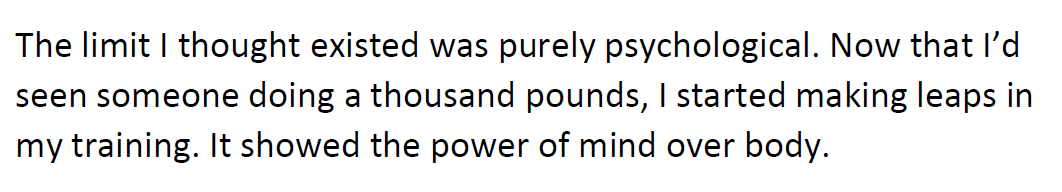 The limit I thought existed was purely psychological. Now that I’d
seen someone doing a thousand pounds, I started making leaps in
my training. It showed the power of mind over body.